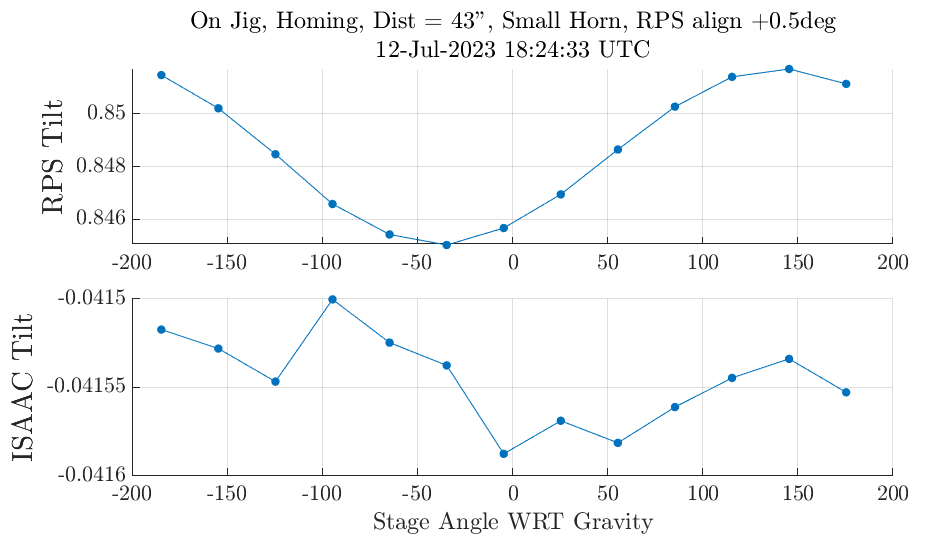 On Jig, Homing, Dist = 43”, Small Horn, RPS align +0.5deg
12-Jul-2023 18:24:33 UTC
RPS Tilt
0.85
0.848
0.846
-200 -150 -100 -50 0 50 100 150 200
ISAAC Tilt
-0.0415
-0.04155
-0.0416
-200 -150 -100 -50 0 50 100 150 200
Stage Angle WRT Gravity